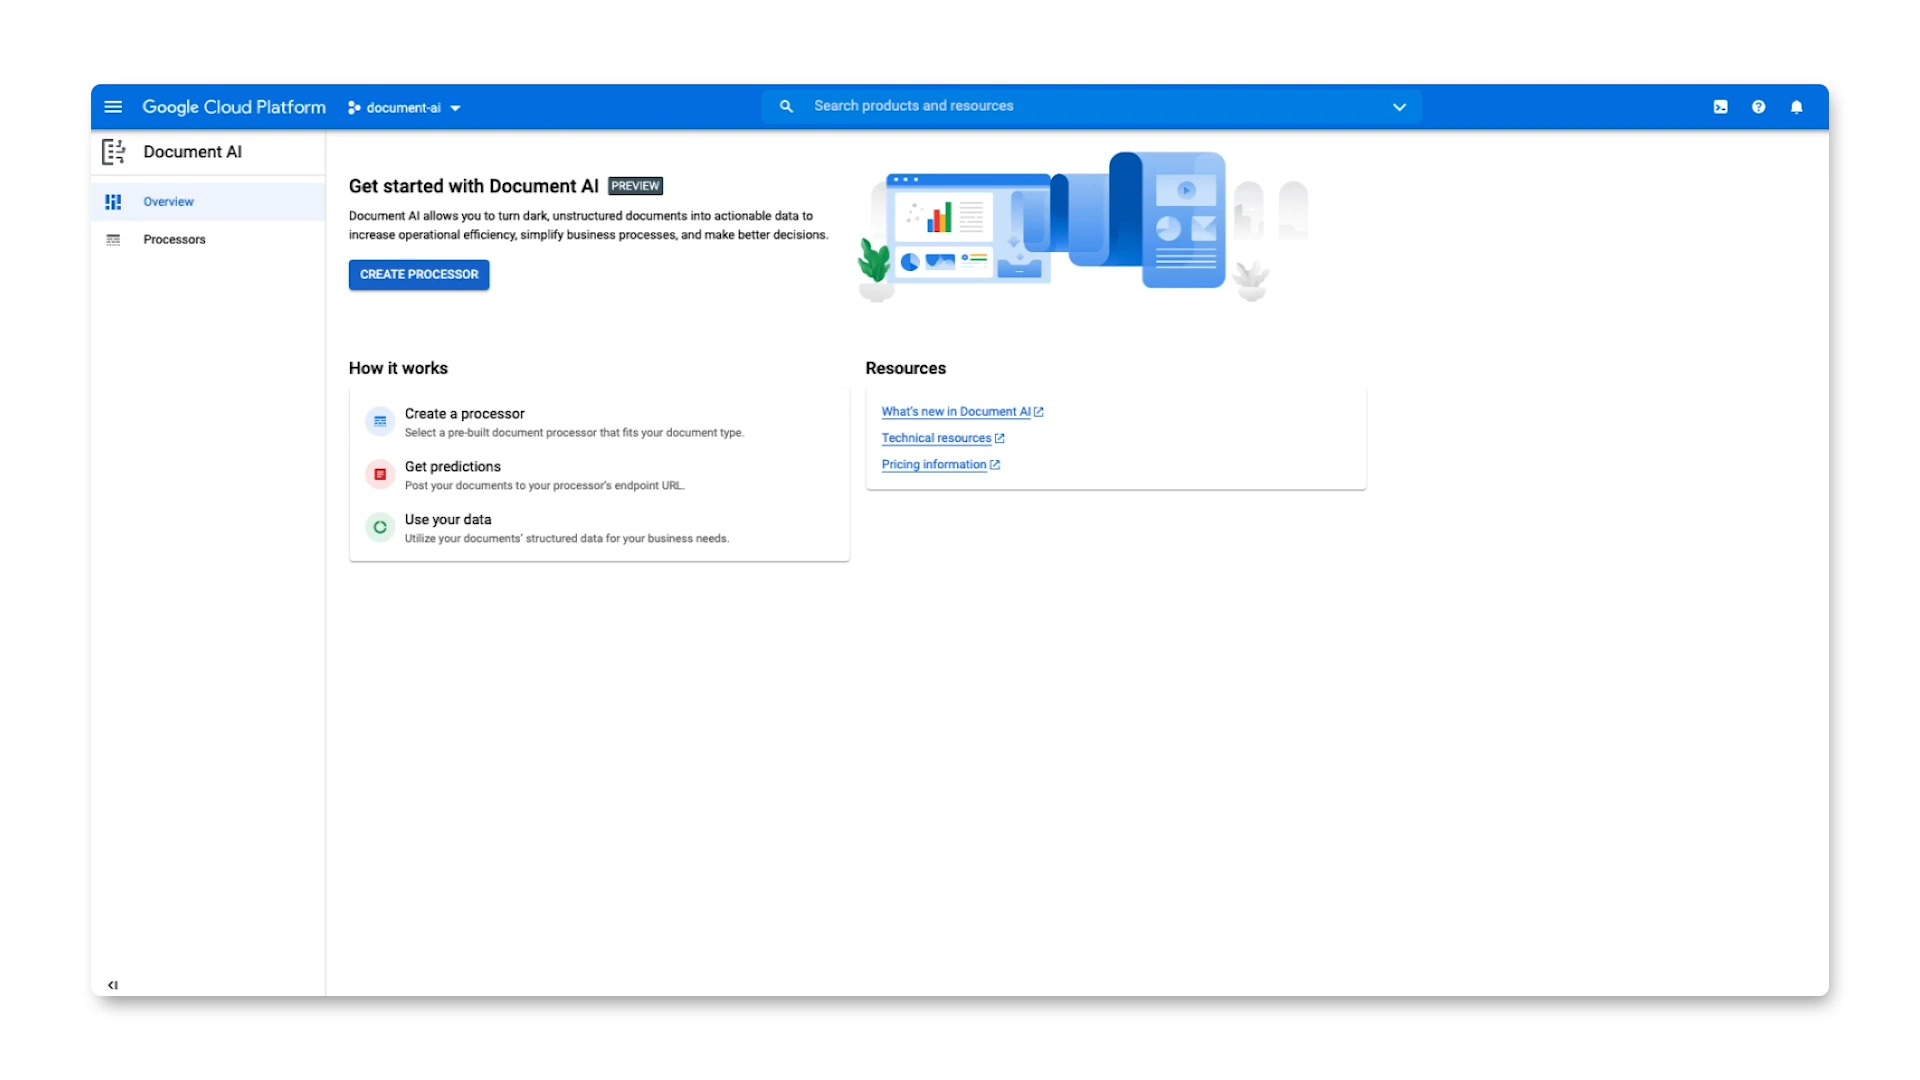 Google Cloud Platform
document-ai
Search products and resources
Document AI
Overview
Processors
Get started with Document AI PREVIEW
Document AI allows you to turn dark, unstructured documents into actionable data to
increase operational efficiency, simplify business processes, and make better decisions.
CREATE PROCESSOR
How it works
Create a processor
Select a pre-built document processor that fits your document type.
Get predictions
Post your documents to your processor's endpoint URL.
Use your data
Utilize your documents' structured data for your business needs.
Resources
What's new in Document AI
Technical resources
Pricing information